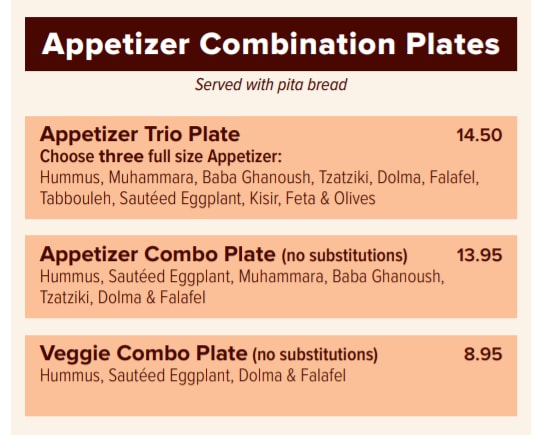 Appetizer Combination Plates
Served with pita bread
Appetizer Trio Plate 14.50
Choose three full size Appetizer:
Hummus, Muhammara, Baba Ghanoush, Tzatziki, Dolma, Falafel,
Tabbouleh, Sautéed Eggplant, Kisir, Feta & Olives
Appetizer Combo Plate (no substitutions) 13.95
Hummus, Sautéed Eggplant, Muhammara, Baba Ghanoush,
Tzatziki, Dolma & Falafel
Veggie Combo Plate (no substitutions) 8.95
Hummus, Sautéed Eggplant, Dolma & Falafel